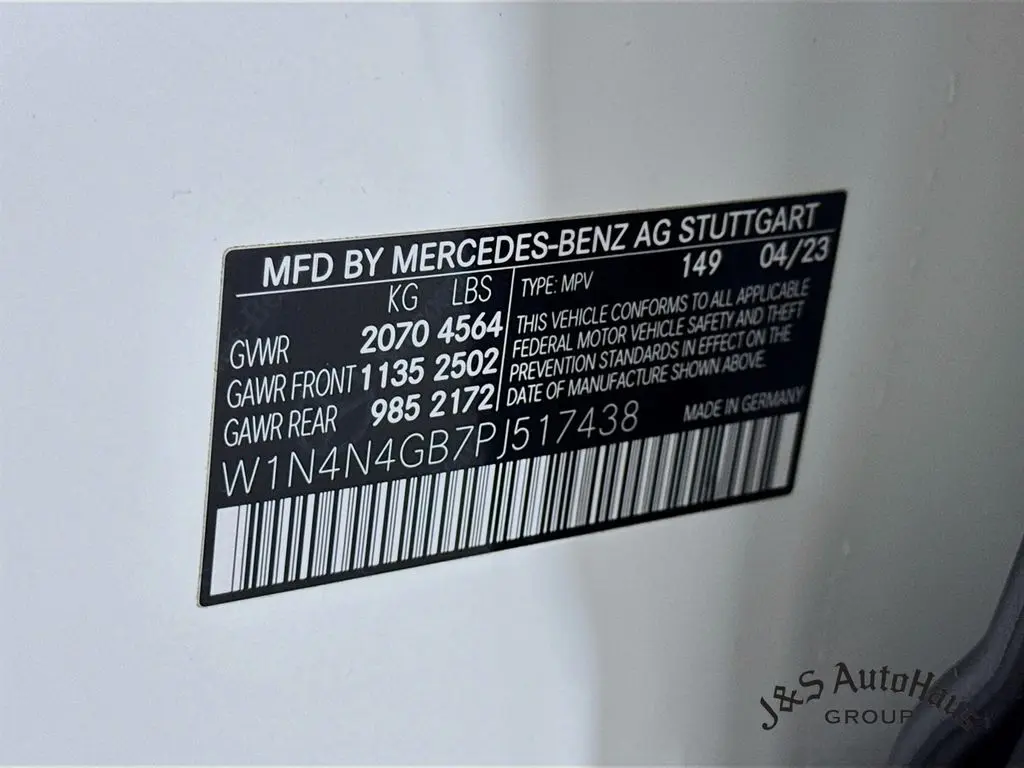 MFD BY MERCEDES-BENZ AG STUTTGART
KG LBS
GVWR 2070 4564
GAWR FRONT 1135 2502
GAWR REAR 985 2172
TYPE: MPV 149 04/23
THIS VEHICLE CONFORMS TO ALL APPLICABLE
FEDERAL MOTOR VEHICLE SAFETY AND THEFT
PREVENTION STANDARDS IN EFFECT ON THE
DATE OF MANUFACTURE SHOWN ABOVE.
W1N4N4GB7PJ517438
MADE IN GERMANY
J&S AutoHaus
GROUP